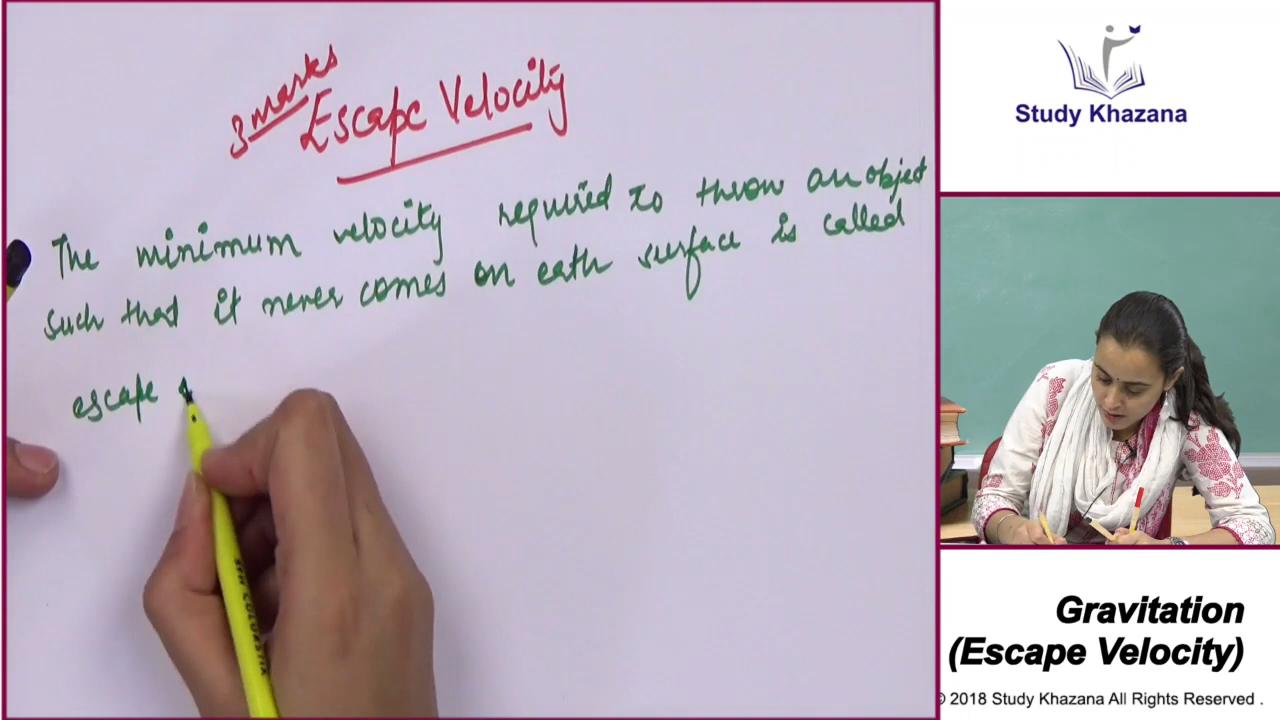 3 marks
Escape Velocity
The minimum velocity required to throw an object
such that it never comes on earth surface is called
escape
Study Khazana
Gravitation
(Escape Velocity)
© 2018 Study Khazana All Rights Reserved .